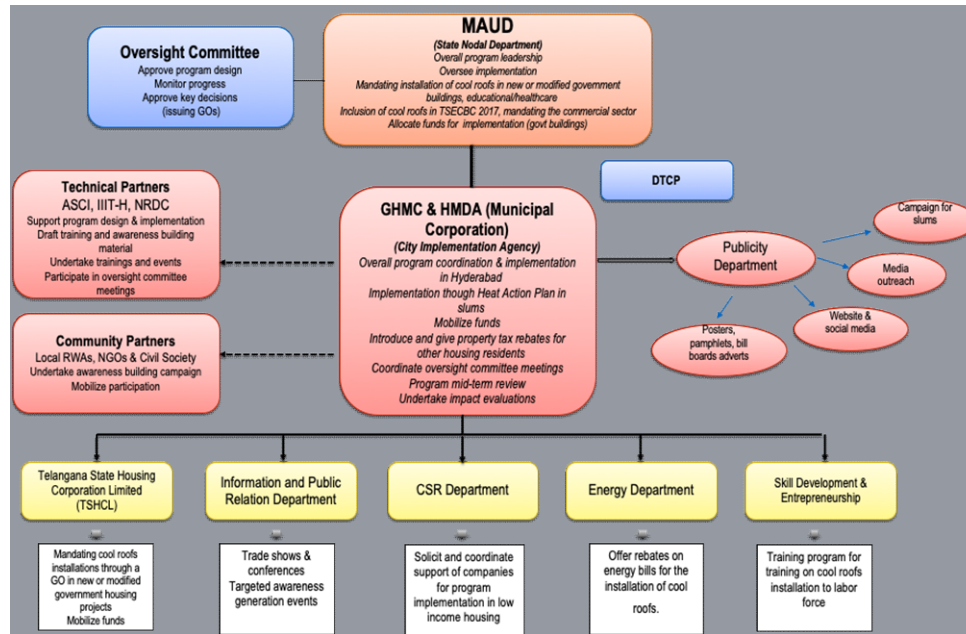 MAUD
(State Nodal Department)
Overall program leadership
Oversee implementation
Mandating installation of cool roofs in new or modified government
buildings, educational/healthcare
Inclusion of cool roofs in TSECBC 2017, mandating the commercial sector
Allocate funds for implementation (govt buildings)
Oversight Committee
Approve program design
Monitor progress
Approve key decisions
(issuing GOs)
DTCP
Technical Partners
ASCI, IIIT-H, NRDC
Support program design & implementation
Draft training and awareness building
material
Undertake trainings and events
Participate in oversight committee
meetings
GHMC & HMDA (Municipal
Corporation)
(City Implementation Agency)
Overall program coordination & implementation
in Hyderabad
Implementation though Heat Action Plan in
slums
Mobilize funds
Introduce and give property tax rebates for
other housing residents
Coordinate oversight committee meetings
Program mid-term review
Undertake impact evaluations
Publicity
Department
Campaign for
slums
Media
outreach
Website &
social media
Posters,
pamphlets, bill
boards adverts
Community Partners
Local RWAs, NGOs & Civil Society
Undertake awareness building campaign
Mobilize participation
Telangana State Housing
Corporation Limited
(TSHCL)
Information and Public
Relation Department
CSR Department
Energy Department
Skill Development &
Entrepreneurship
Mandating cool roofs
installations through a
GO in new or modified
government housing
projects
Mobilize funds
Trade shows &
conferences
Targeted awareness
generation events
Solicit and coordinate
support of companies
for program
implementation in low
income housing
Offer rebates on
energy bills for the
installation of cool
roofs.
Training program for
training on cool roofs
installation to labor
force